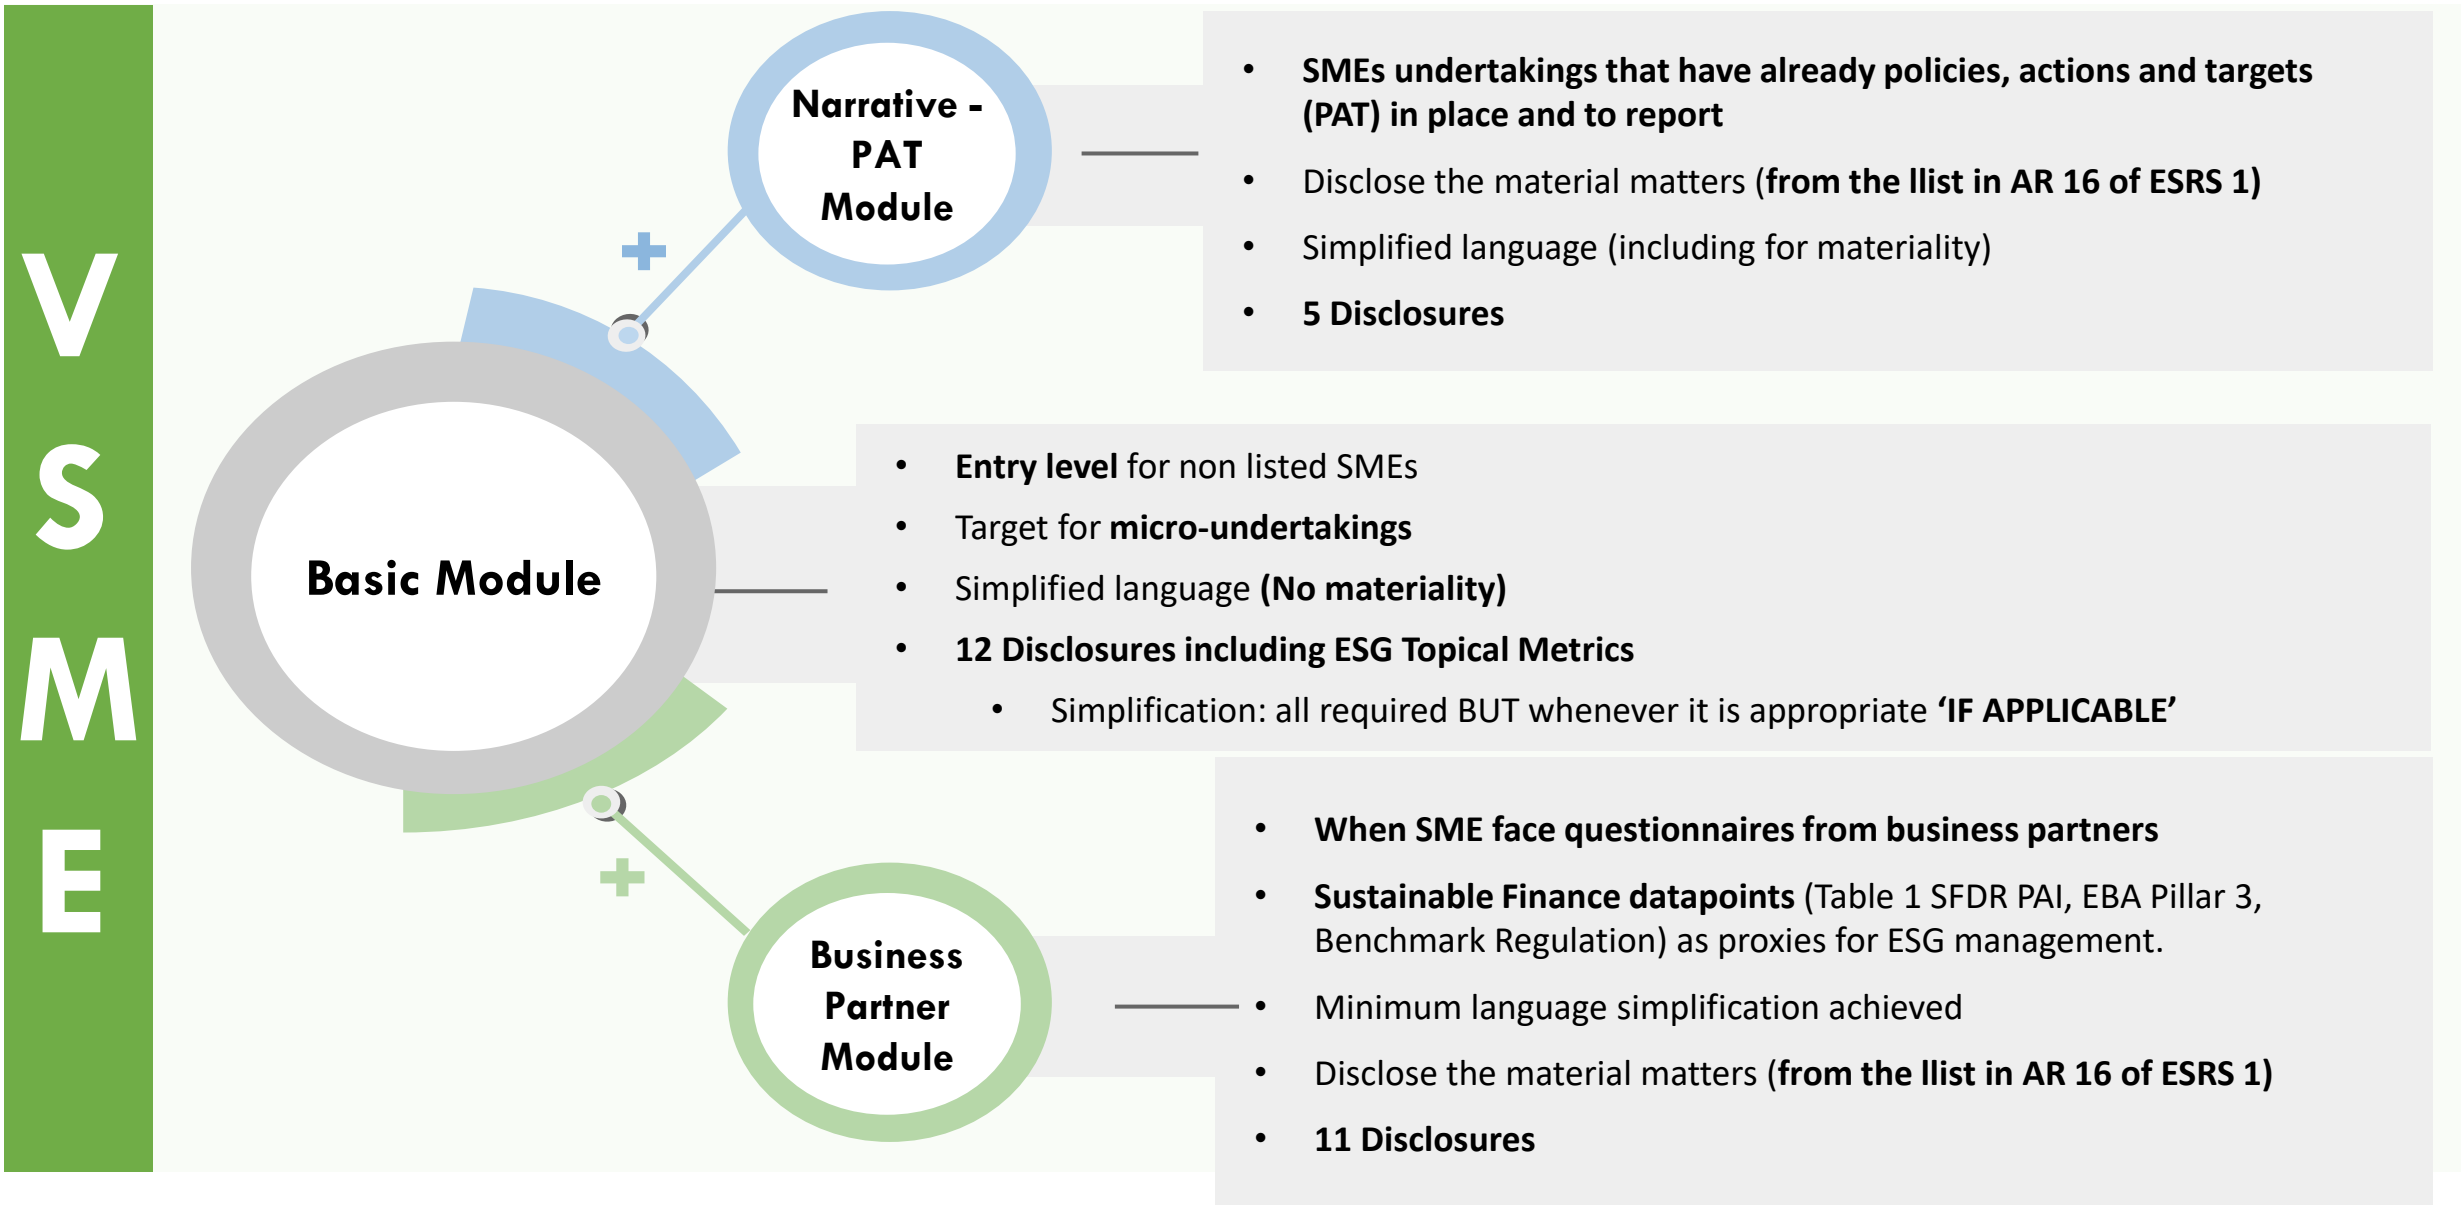 V
S
M
E
Narrative -
PAT
Module
• SMEs undertakings that have already policies, actions and targets
(PAT) in place and to report
• Disclose the material matters (from the llist in AR 16 of ESRS 1)
• Simplified language (including for materiality)
• 5 Disclosures
+
Basic Module
• Entry level for non listed SMEs
• Target for micro-undertakings
• Simplified language (No materiality)
• 12 Disclosures including ESG Topical Metrics
• Simplification: all required BUT whenever it is appropriate ‘IF APPLICABLE’
+
Business
Partner
Module
• When SME face questionnaires from business partners
• Sustainable Finance datapoints (Table 1 SFDR PAI, EBA Pillar 3,
Benchmark Regulation) as proxies for ESG management.
• Minimum language simplification achieved
• Disclose the material matters (from the llist in AR 16 of ESRS 1)
• 11 Disclosures